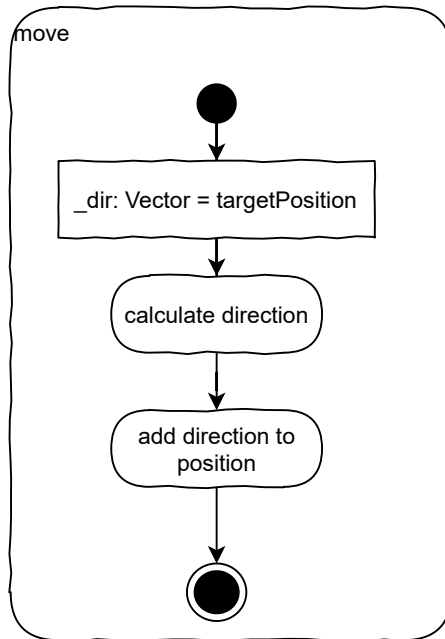 move
_dir: Vector = targetPosition
calculate direction
add direction to
position